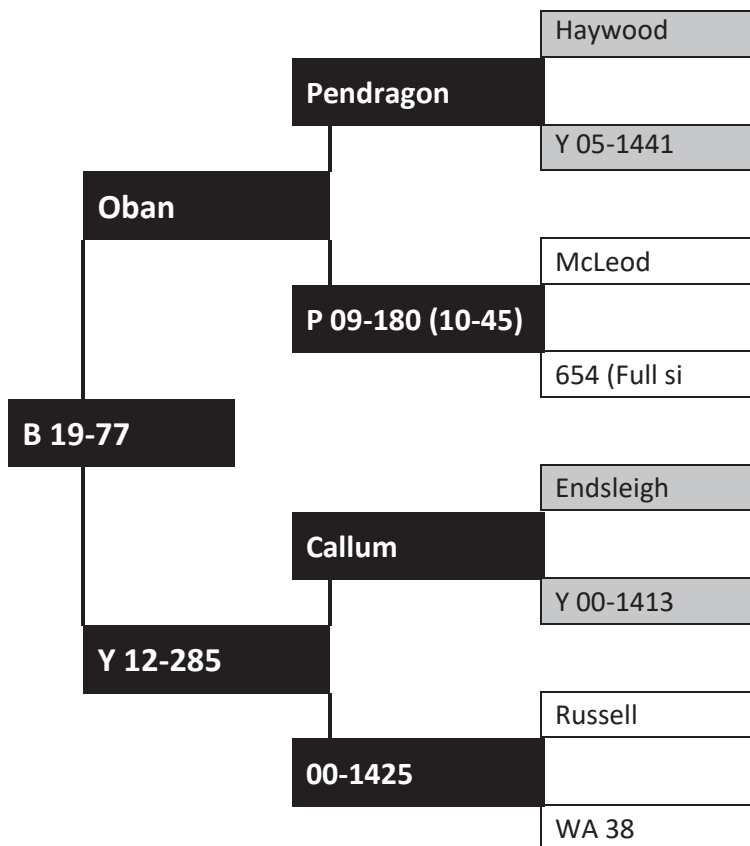 Haywood
Pendragon
Y 05-1441
Oban
McLeod
P 09-180 (10-45)
654 (Full si
B 19-77
Endsleigh
Callum
Y 00-1413
Y 12-285
Russell
00-1425
WA 38